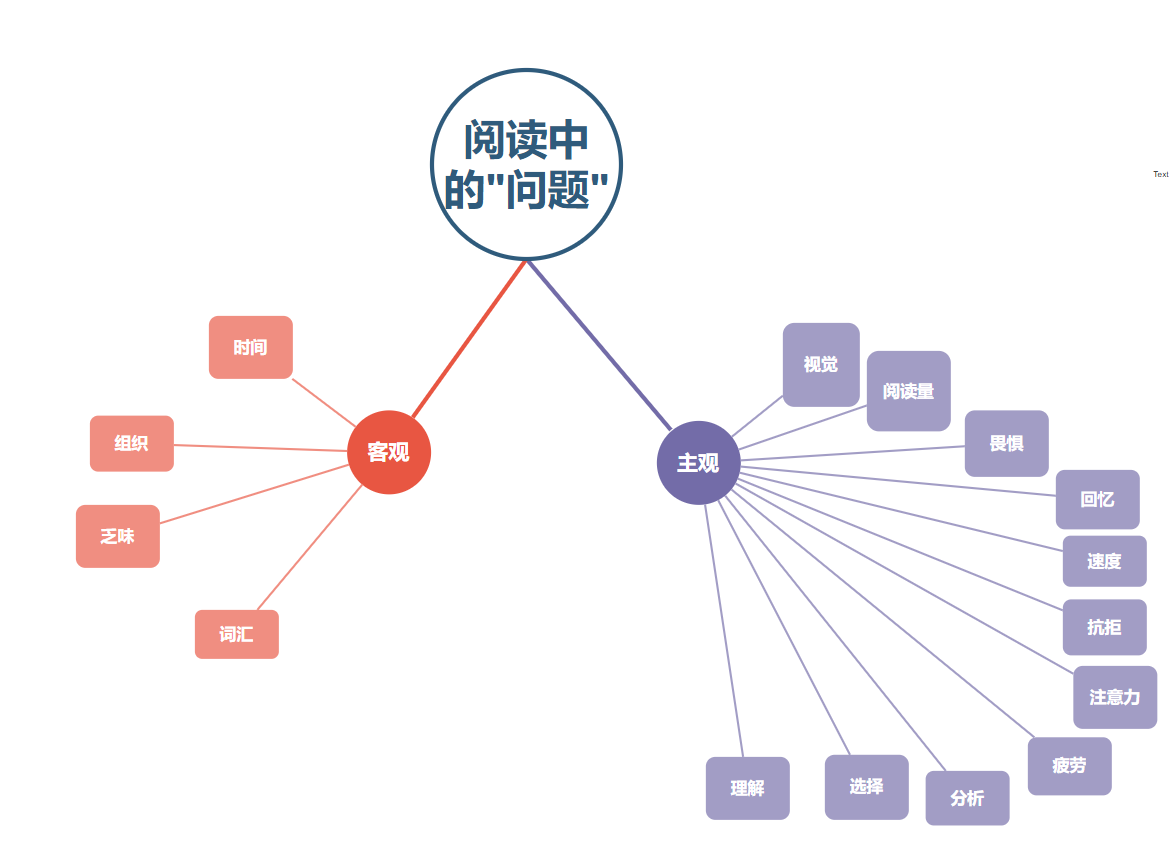 阅读中
的"问题"
Text
客观
时间
组织
乏味
词汇
主观
视觉
阅读量
畏惧
回忆
速度
抗拒
注意力
疲劳
分析
选择
理解